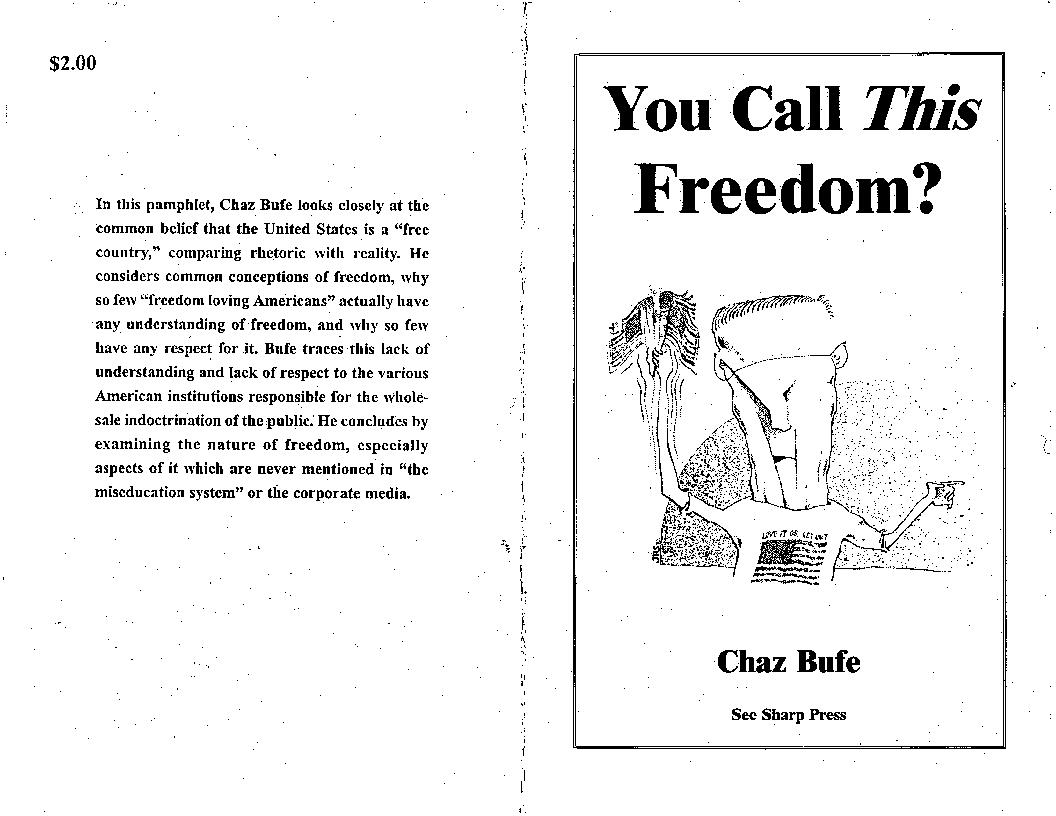 $2.00
In this pamphlet, Chaz Bufe looks closely at the
common belief that the United States is a “free
country,” comparing rhetoric with reality. He
considers common conceptions of freedom, why
so few “freedom loving Americans” actually have
any understanding of freedom, and why so few
have any respect for it. Bufe traces this lack of
understanding and lack of respect to the various
American institutions responsible for the whole-
sale indoctrination of the public. He concludes by
examining the nature of freedom, especially
aspects of it which are never mentioned in “the
miseducation system” or the corporate media.
You Call This
Freedom?
LOVE IT OR GET OUT
Chaz Bufe
See Sharp Press